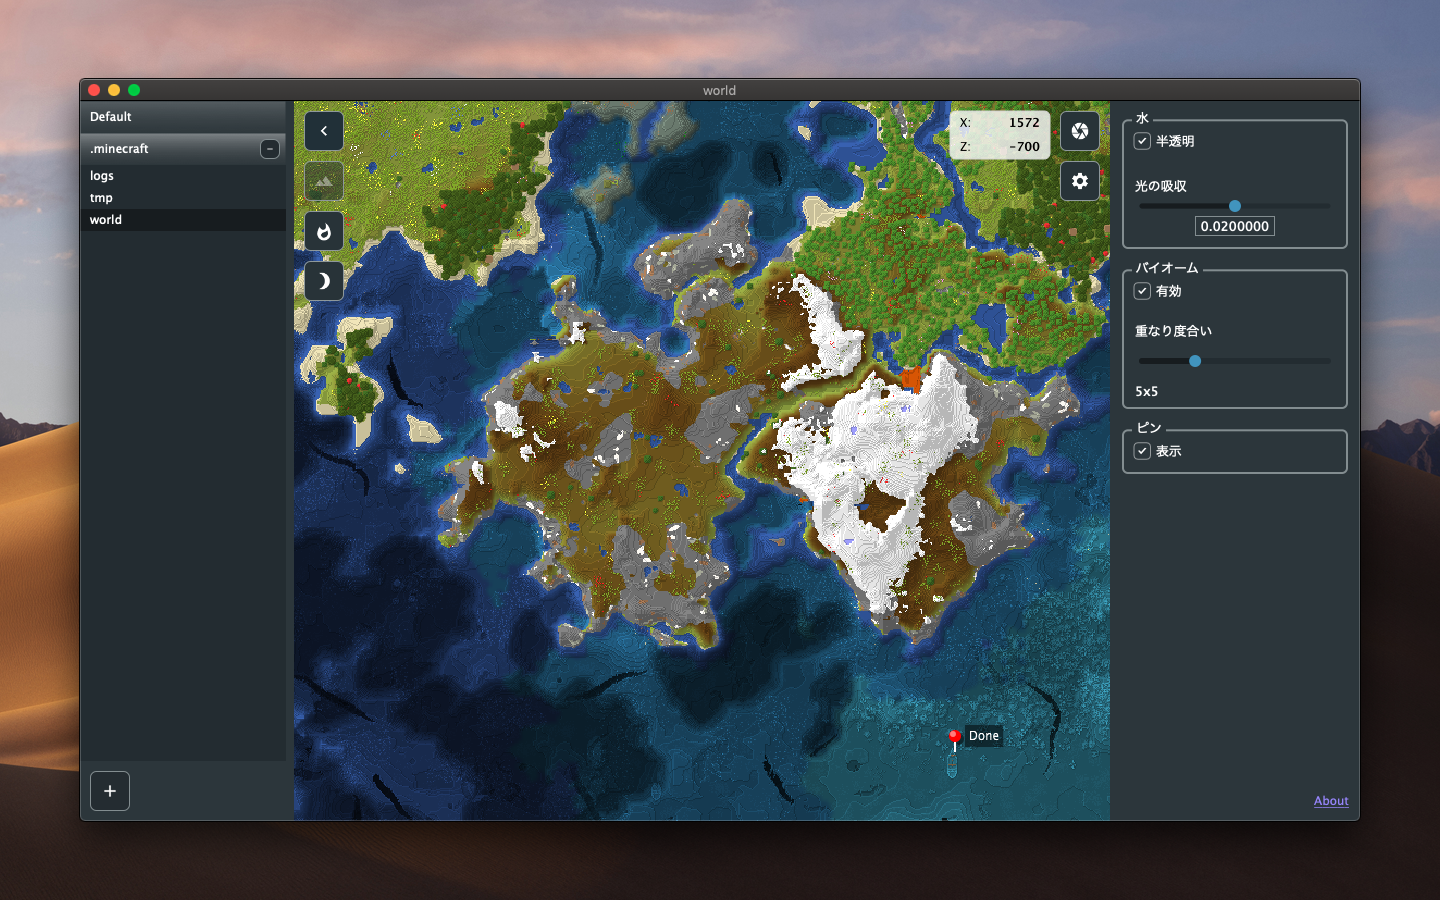 world
Default
.minecraft
logs
tmp
world
X: 1572
Z: -700
Done
水
半透明
光の吸収
0.0200000
バイオーム
有効
重なり度合い
5x5
ピン
表示
About